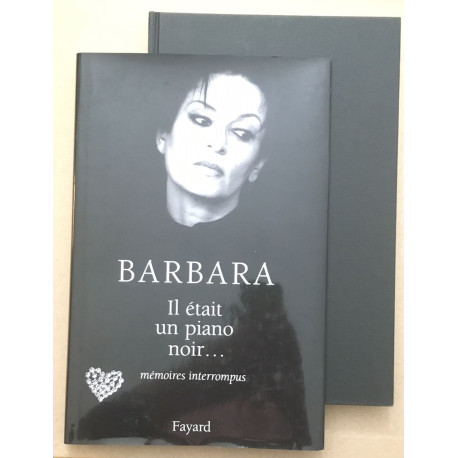 BARBARA
Il était
un piano
noir...
mémoires interrompus
Fayard